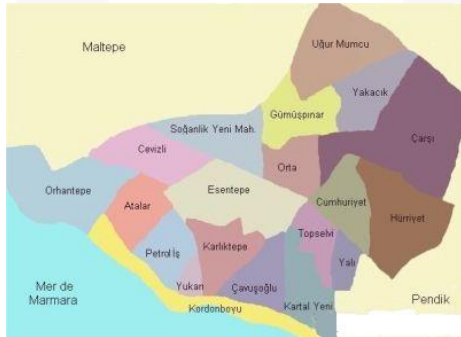 Maltepe
Uğur Mumcu
Yakacık
Gümüşpınar
Soğanlik Yeni Mah.
Çarşı
Cevizli
Orta
Orhantepe
Atalar
Esentepe
Cumhuriyet
Hürriyet
Topselvi
Petrol İş
Karlıktepe
Yalı
Mer de
Marmara
Yukarı
Çavuşoğlu
Kartal Yeni
Pendik
Kordonboyu